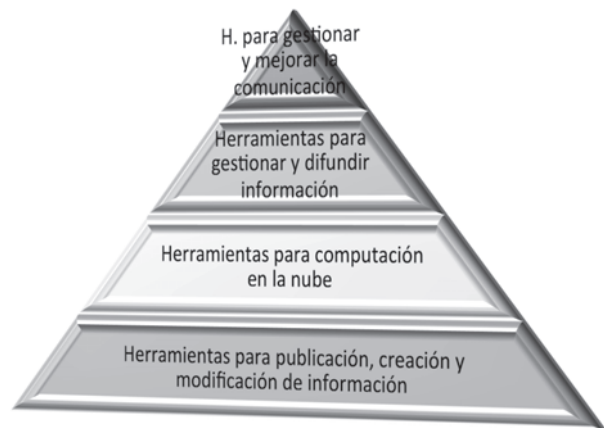 H. para gestionar
y mejorar la
comunicación
Herramientas para
gestionar y difundir
información
Herramientas para computación
en la nube
Herramientas para publicación, creación y
modificación de información